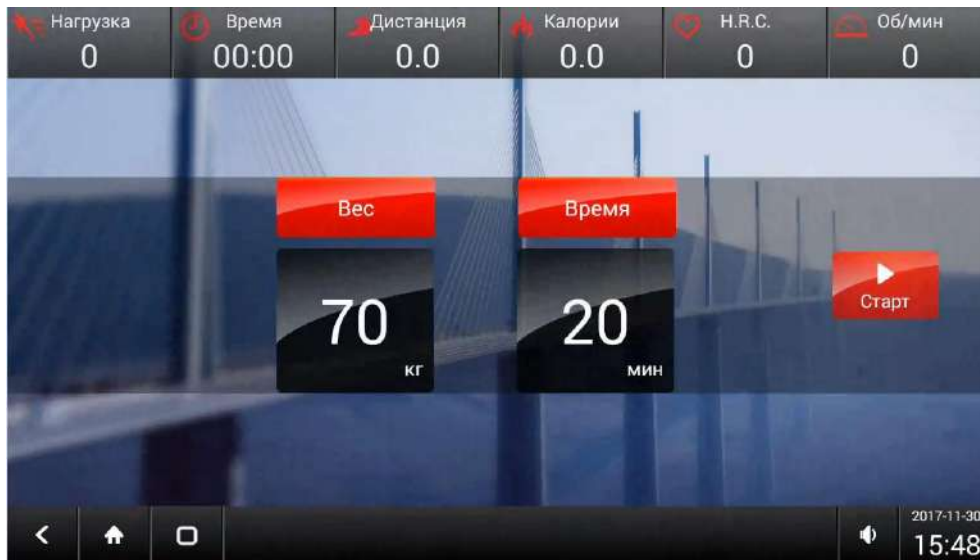 Нагрузка Время Дистанция Калории H.R.C. Об/мин
0 00:00 0.0 0.0 0 0
Вес Время
70 20
кг мин
Старт
2017-11-30
15:48